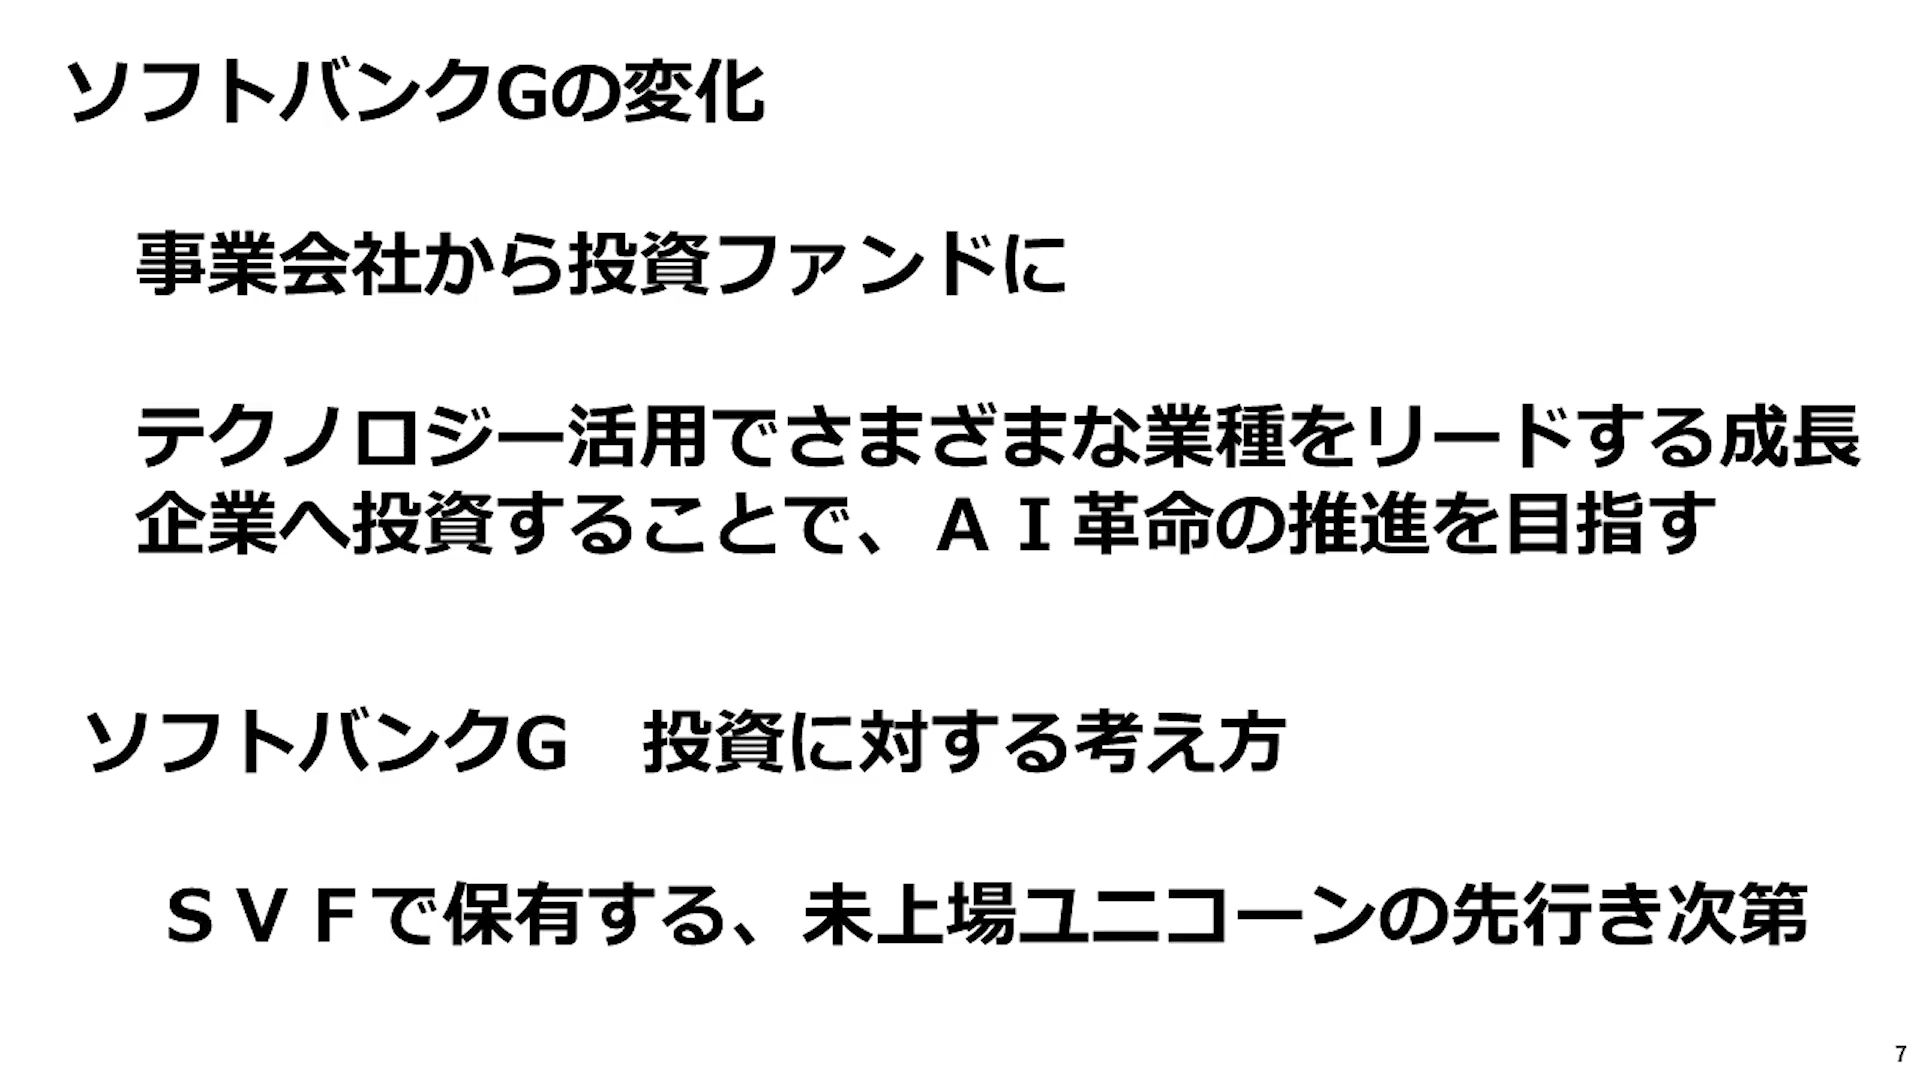 ソフトバンクGの変化
事業会社から投資ファンドに
テクノロジー活用でさまざまな業種をリードする成長
企業へ投資することで、ＡＩ革命の推進を目指す
ソフトバンクG　投資に対する考え方
ＳＶＦで保有する、未上場ユニコーンの先行き次第
7